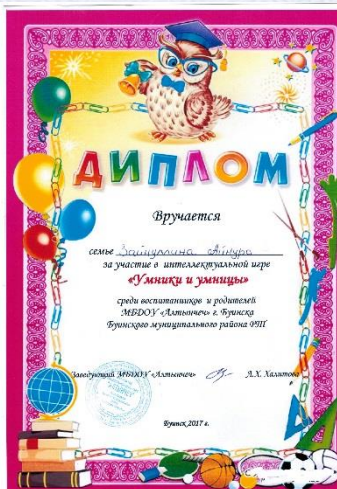 ДИПЛОМ
Вручается
семье Зайнуллина Айнура
за участие в интеллектуальной игре
«Умники и умницы»
среди воспитанников и родителей
МБДОУ «Алтынчеч» г. Буинска
Буинского муниципального района РТ
Заведующий МБДОУ «Алтынчеч» А.Х. Халитова
Буинск 2017 г.